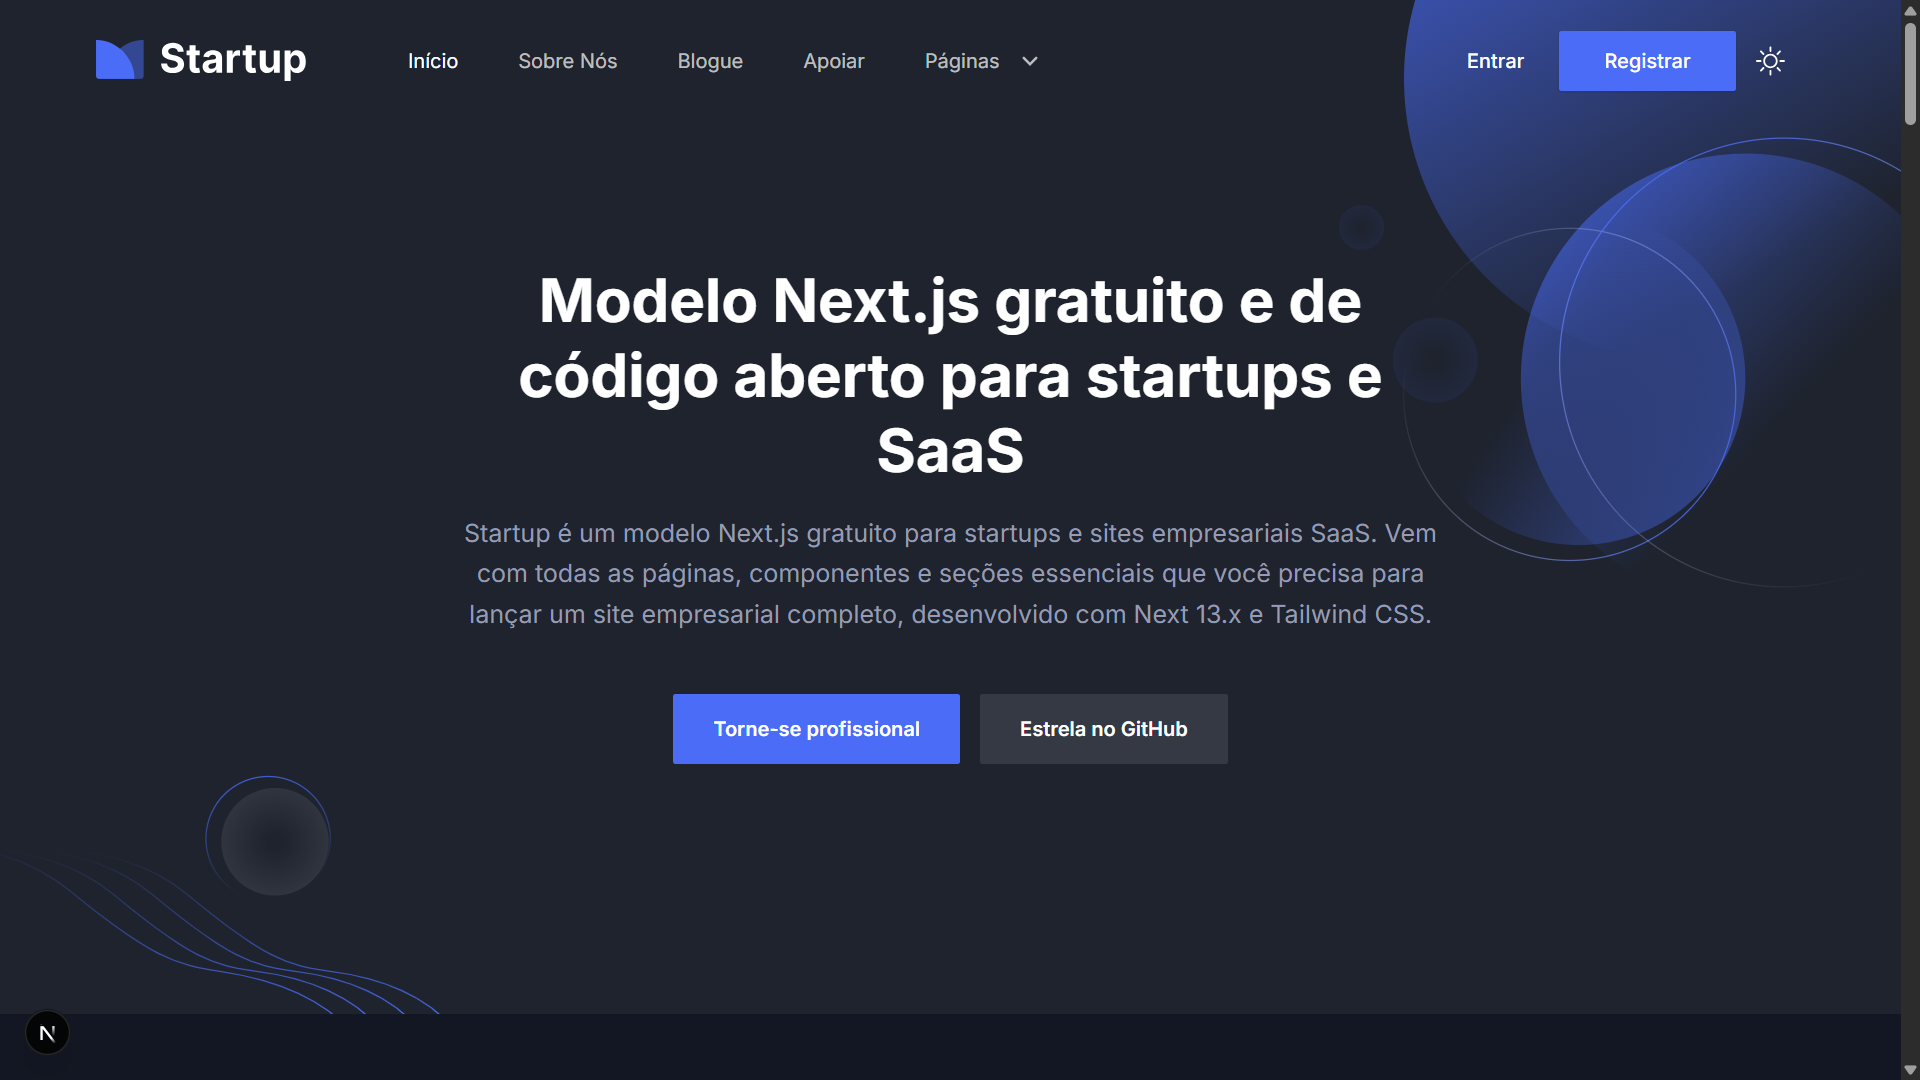 Startup
Início
Sobre Nós
Blogue
Apoiar
Páginas
Entrar
Registrar
Modelo Next.js gratuito e de
código aberto para startups e
SaaS
Startup é um modelo Next.js gratuito para startups e sites empresariais SaaS. Vem
com todas as páginas, componentes e seções essenciais que você precisa para
lançar um site empresarial completo, desenvolvido com Next 13.x e Tailwind CSS.
Torne-se profissional
Estrela no GitHub
N